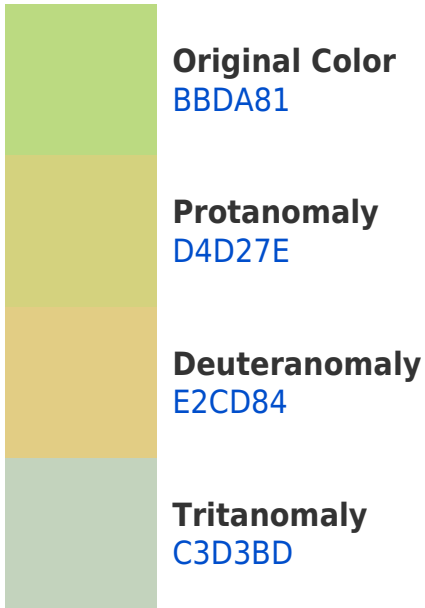 Original Color
BBDA81
Protanomaly
D4D27E
Deuteranomaly
E2CD84
Tritanomaly
C3D3BD